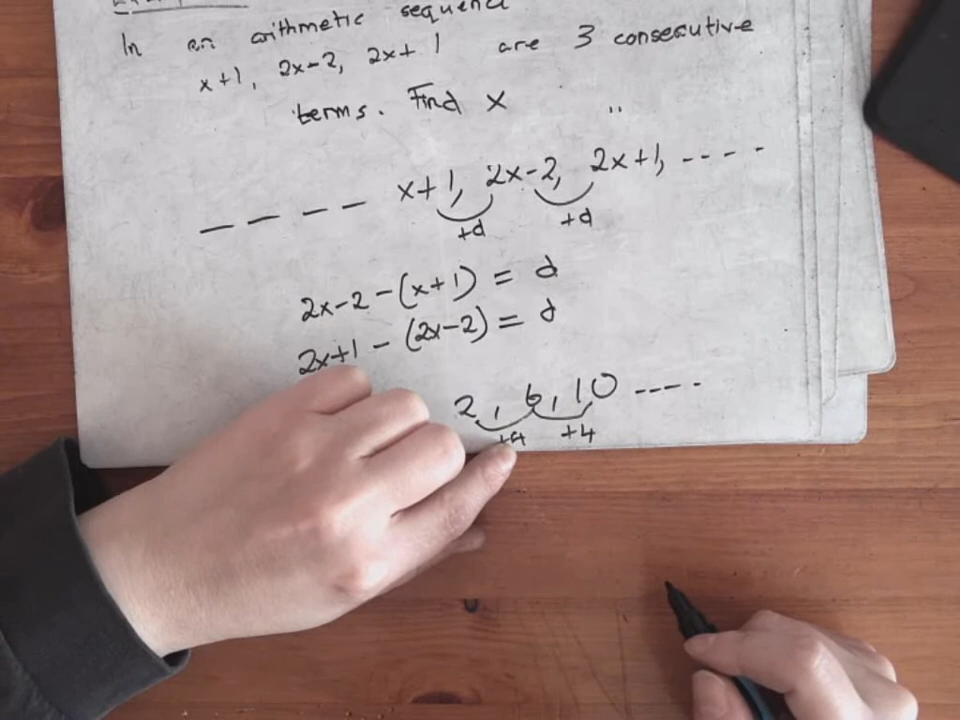 In an arithmetic sequence
x+1, 2x-2, 2x+1 are 3 consecutive
terms. Find x
_ _ _ _ x+1, 2x-2, 2x+1, ----
+d +d
2x-2-(x+1) = d
2x+1-(2x-2) = d
2, 6, 10 ----
+4 +4